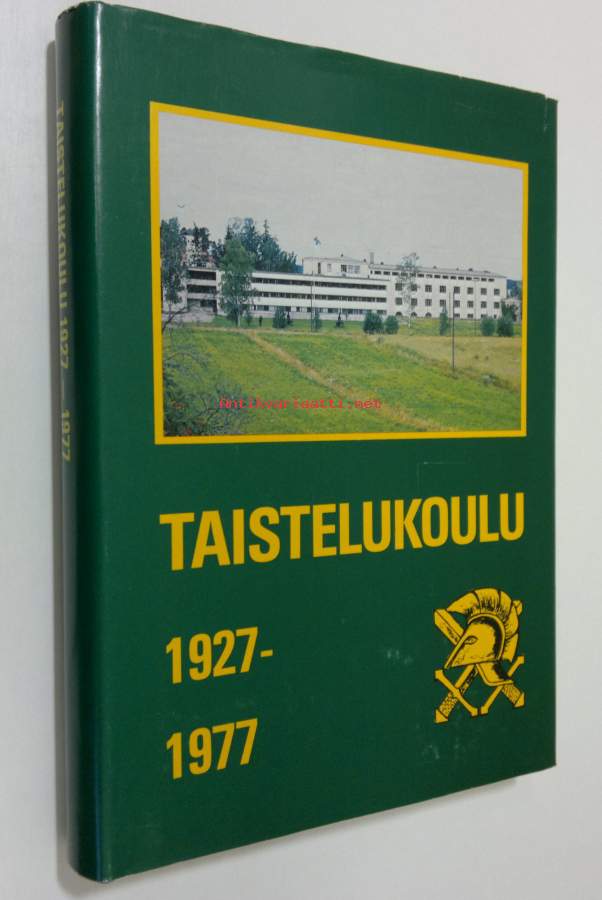 TAISTELUKOULU 1927 - 1977
Antikvariaatti.net
TAISTELUKOULU
1927-
1977